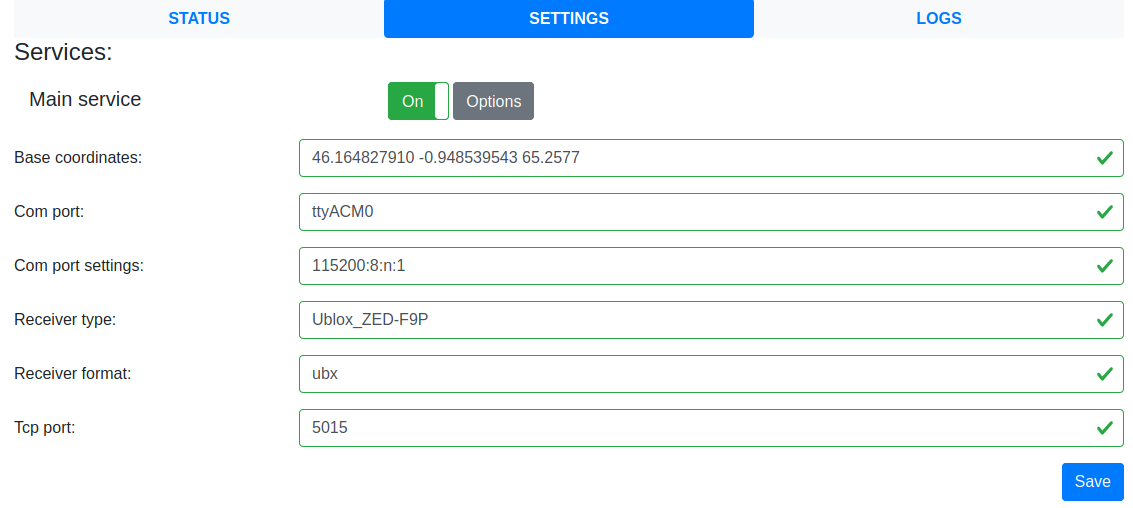 STATUS SETTINGS LOGS
Services:
Main service On Options
Base coordinates: 46.164827910 -0.948539543 65.2577
Com port: ttyACM0
Com port settings: 115200:8:n:1
Receiver type: Ublox_ZED-F9P
Receiver format: ubx
Tcp port: 5015
Save